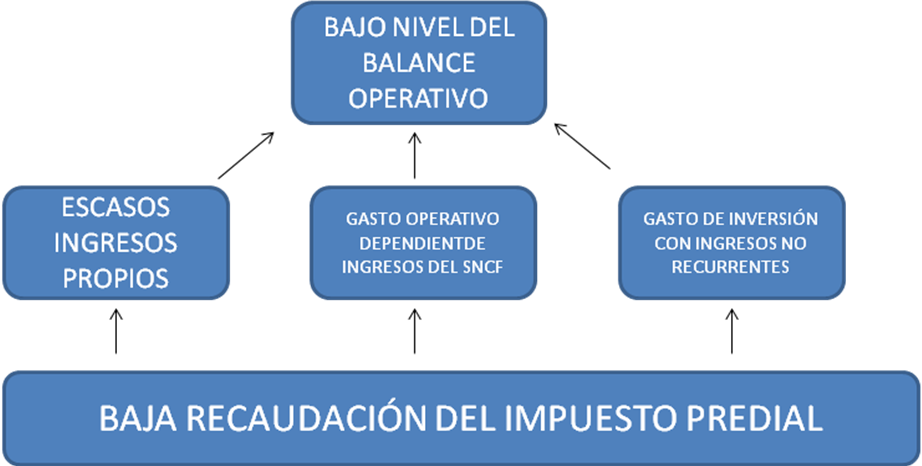 BAJO NIVEL DEL
BALANCE
OPERATIVO
ESCASOS
INGRESOS
PROPIOS
GASTO OPERATIVO
DEPENDIENTDE
INGRESOS DEL SNCF
GASTO DE INVERSIÓN
CON INGRESOS NO
RECURRENTES
BAJA RECAUDACIÓN DEL IMPUESTO PREDIAL